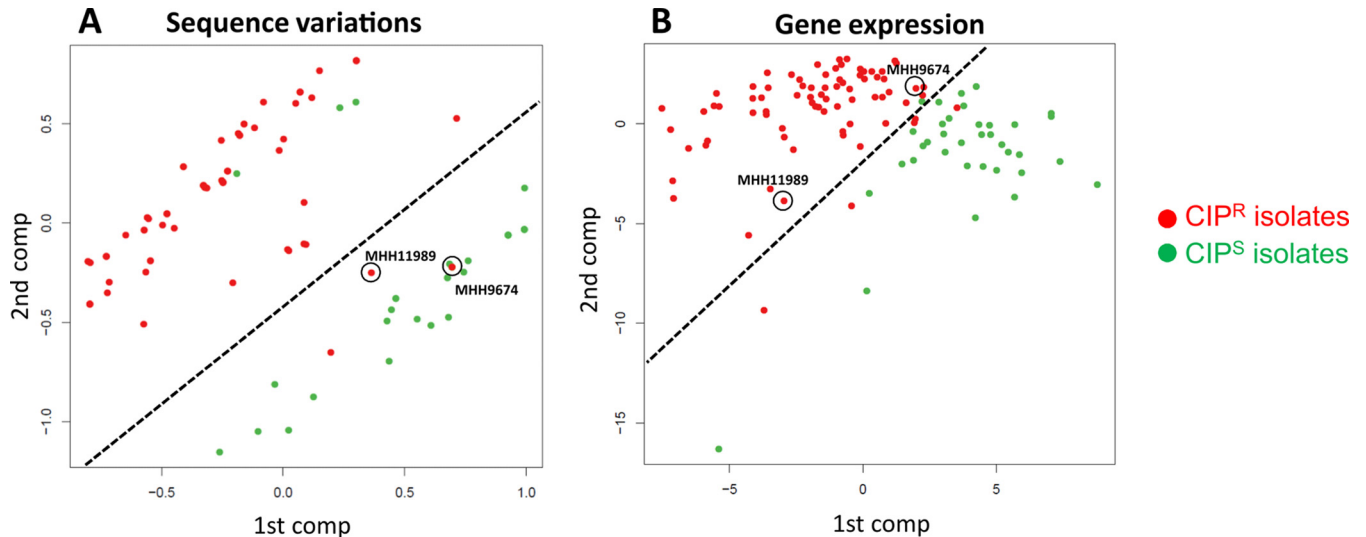 A Sequence variations
0.5
0.0
−0.5
−1.0
2nd comp
MHH11989
MHH9674
−0.5 0.0 0.5 1.0
1st comp
B Gene expression
0
−5
−10
−15
2nd comp
MHH9674
MHH11989
−5 0 5
1st comp
CIPᴿ isolates
CIPˢ isolates